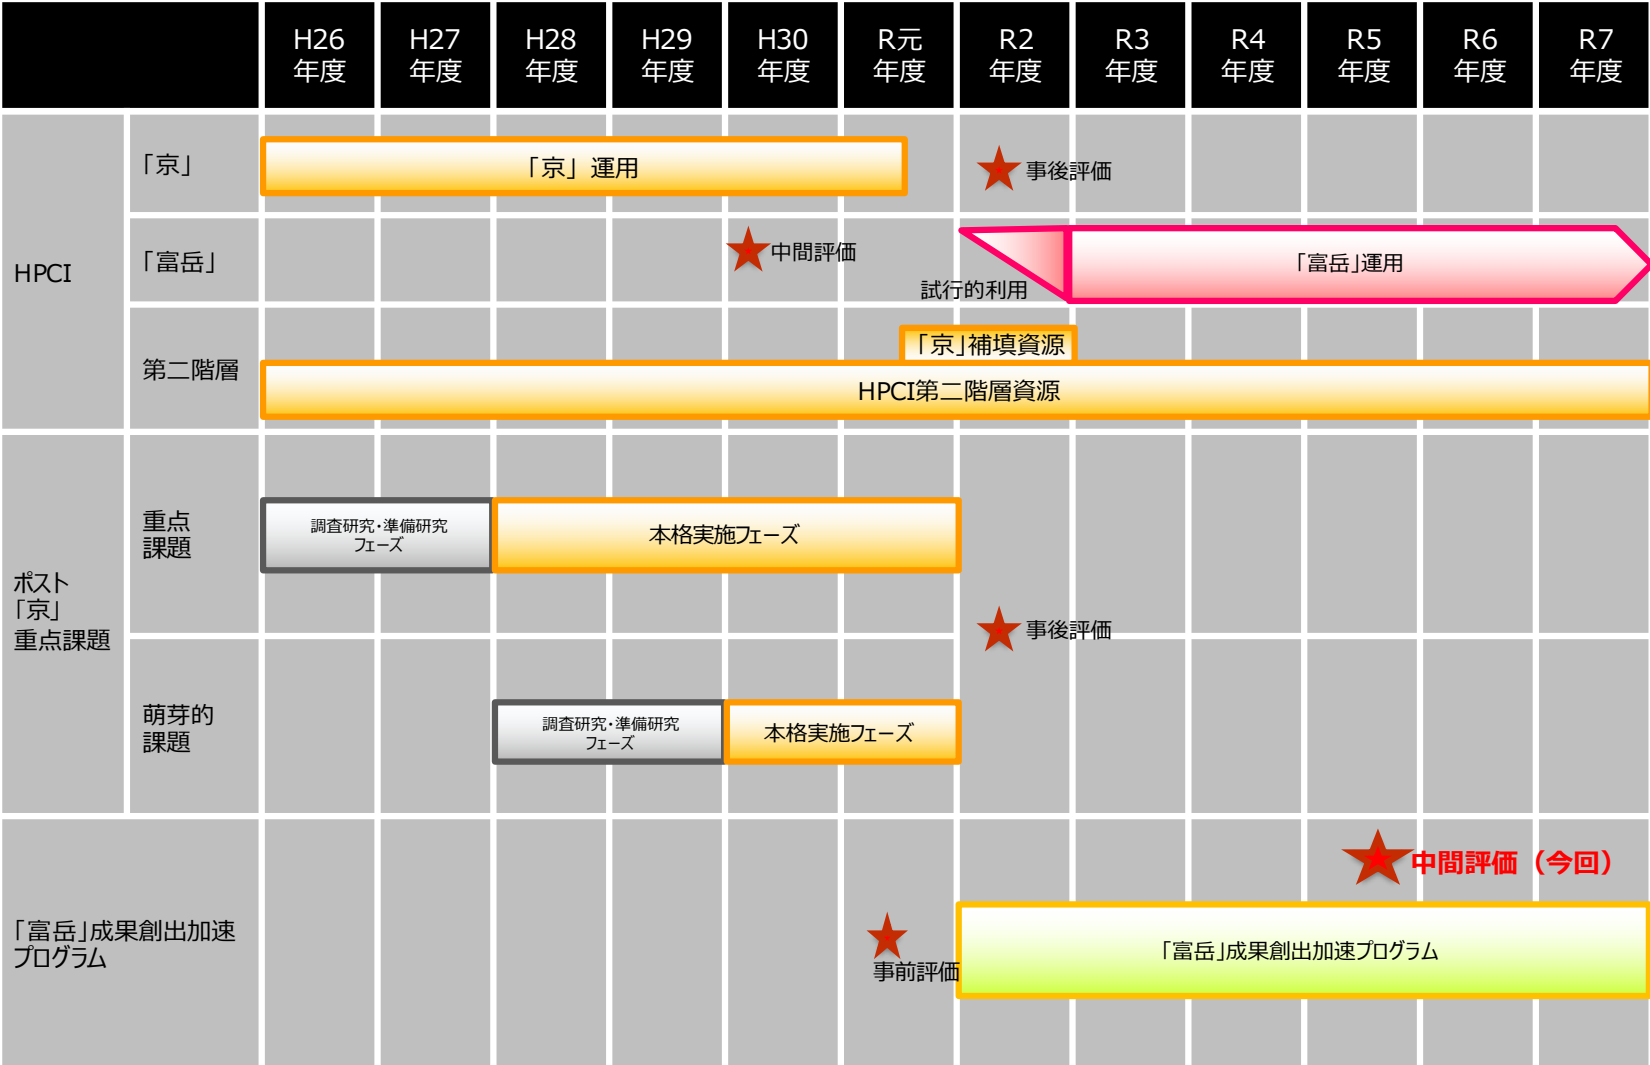 H26
年度
H27
年度
H28
年度
H29
年度
H30
年度
R元
年度
R2
年度
R3
年度
R4
年度
R5
年度
R6
年度
R7
年度
HPCI
「京」
「京」運用
事後評価
「富岳」
中間評価
試行的利用
「富岳」運用
第二階層
「京」補填資源
HPCI第二階層資源
ポスト
「京」
重点課題
重点
課題
調査研究・準備研究
フェーズ
本格実施フェーズ
事後評価
萌芽的
課題
調査研究・準備研究
フェーズ
本格実施フェーズ
「富岳」成果創出加速
プログラム
事前評価
中間評価（今回）
「富岳」成果創出加速プログラム